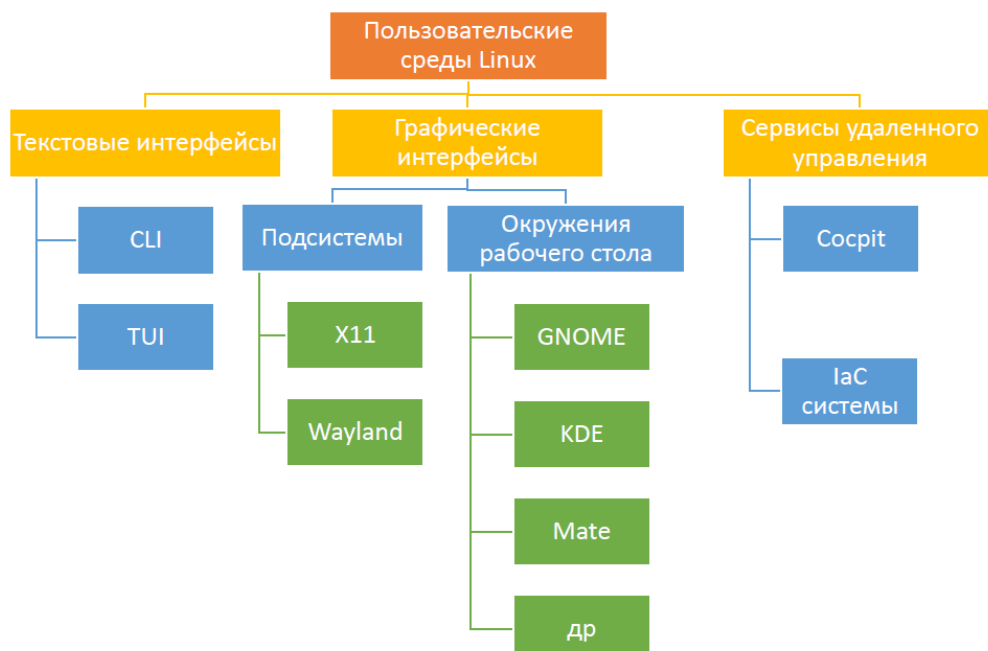 Пользовательские
среды Linux
Текстовые интерфейсы
Графические
интерфейсы
Сервисы удаленного
управления
CLI
TUI
Подсистемы
X11
Wayland
Окружения
рабочего стола
GNOME
KDE
Mate
др
Cocpit
IaC
системы